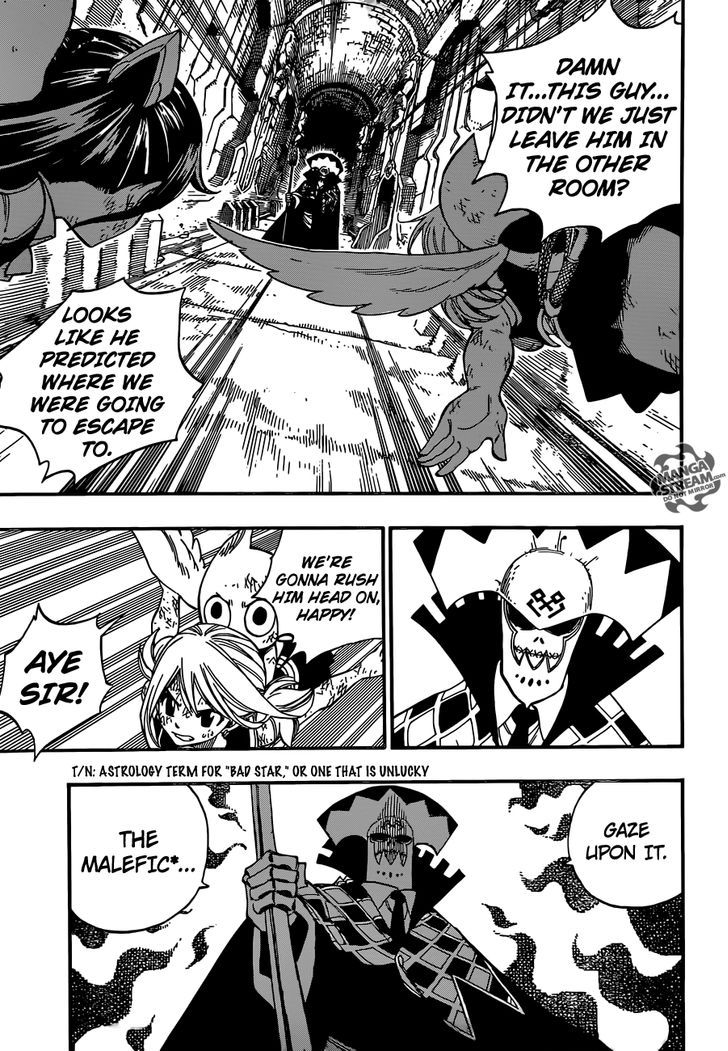 DAMN
IT...THIS GUY...
DIDN'T WE JUST
LEAVE HIM IN
THE OTHER
ROOM?
LOOKS
LIKE HE
PREDICTED
WHERE WE
WERE GOING
TO ESCAPE
TO.
MANGA
STREAM.com
DO NOT MIRROR
WE'RE
GONNA RUSH
HIM HEAD ON,
HAPPY!
AYE
SIR!
T/N: ASTROLOGY TERM FOR "BAD STAR," OR ONE THAT IS UNLUCKY
GAZE
UPON IT.
THE
MALEFIC*...